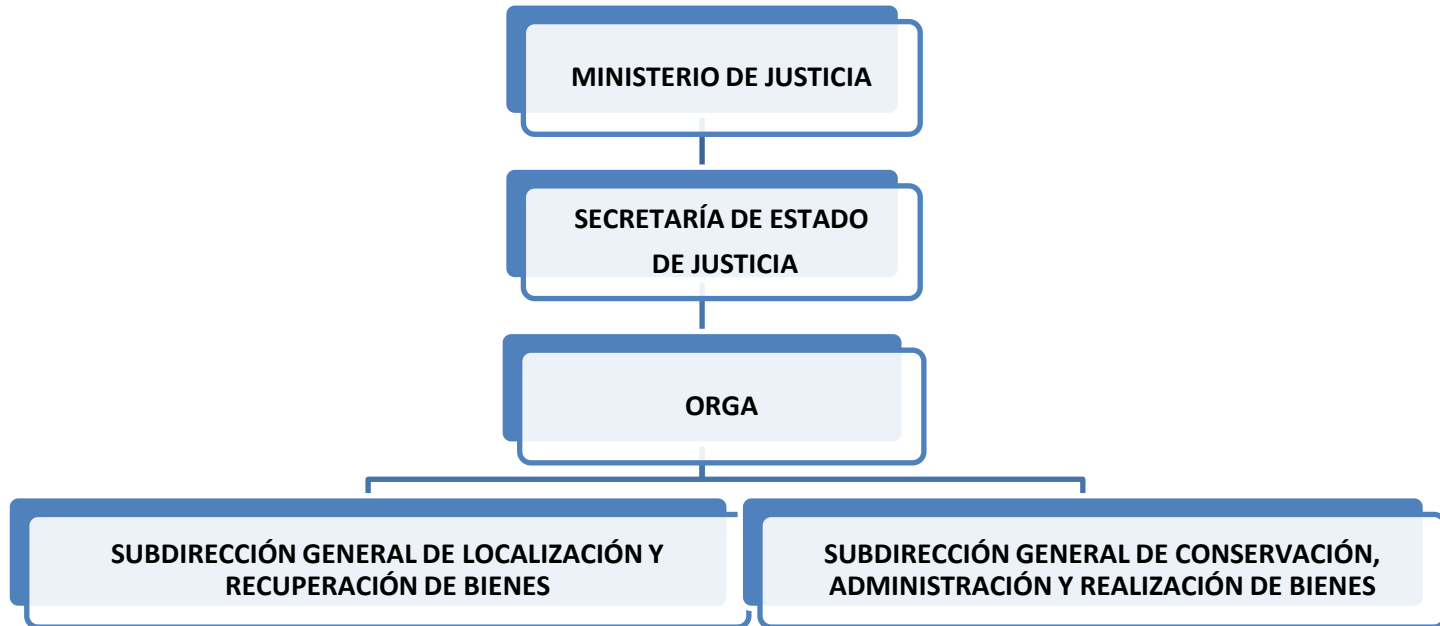 MINISTERIO DE JUSTICIA
SECRETARÍA DE ESTADO
DE JUSTICIA
ORGA
SUBDIRECCIÓN GENERAL DE LOCALIZACIÓN Y
RECUPERACIÓN DE BIENES
SUBDIRECCIÓN GENERAL DE CONSERVACIÓN,
ADMINISTRACIÓN Y REALIZACIÓN DE BIENES